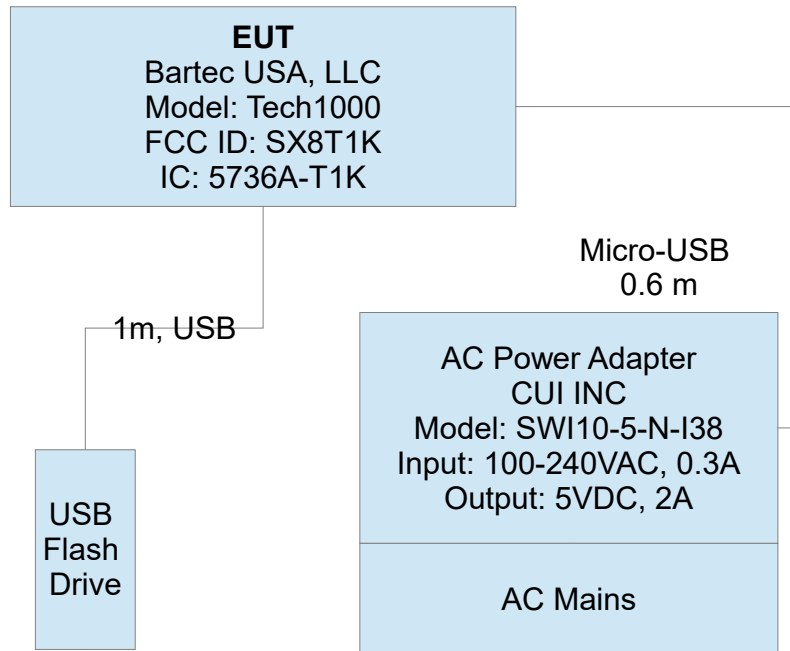 EUT
Bartec USA, LLC
Model: Tech1000
FCC ID: SX8T1K
IC: 5736A-T1K
Micro-USB
0.6 m
1m, USB
AC Power Adapter
CUI INC
Model: SWI10-5-N-I38
Input: 100-240VAC, 0.3A
Output: 5VDC, 2A
USB
Flash
Drive
AC Mains